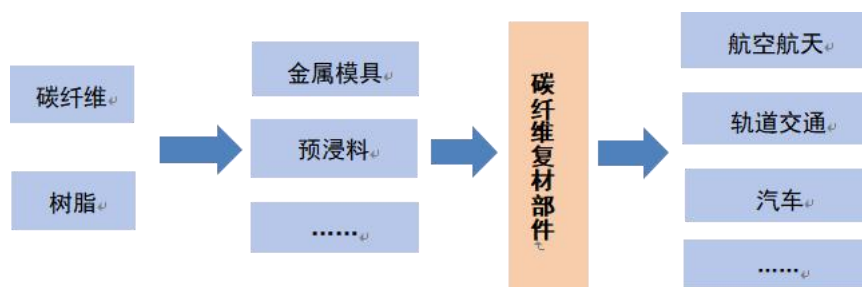 碳纤维
树脂
金属模具
预浸料
……
碳纤维复材部件
航空航天
轨道交通
汽车
……